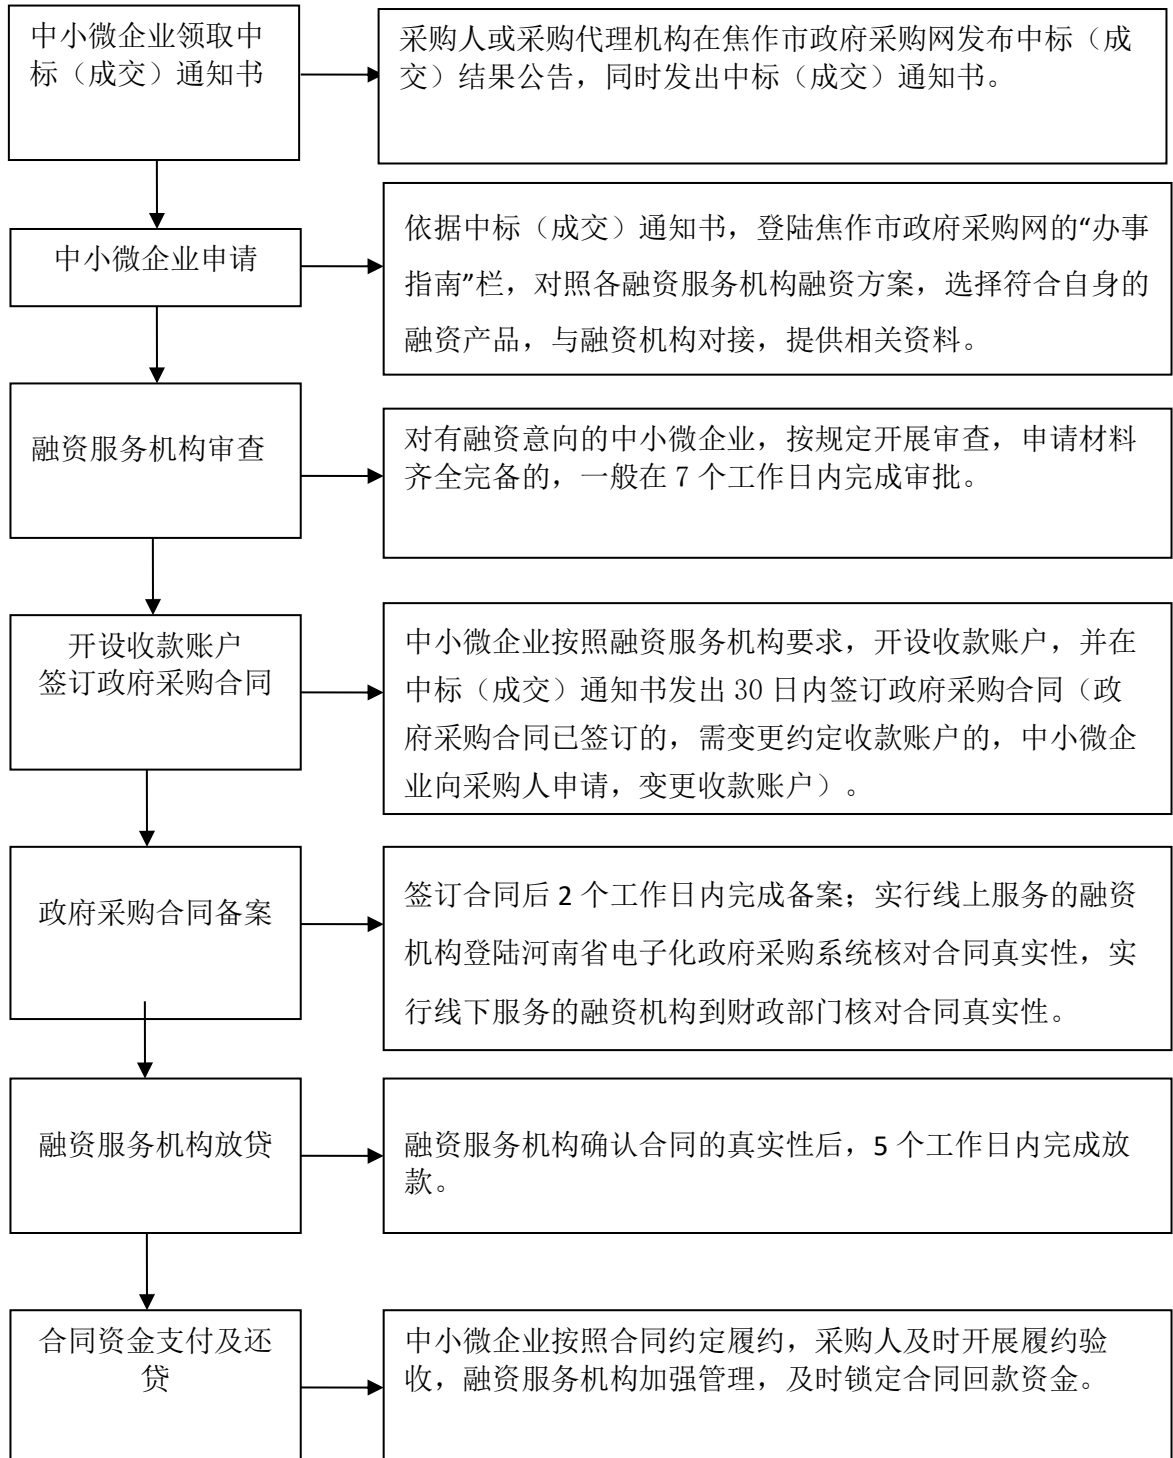 中小微企业领取中
标（成交）通知书
采购人或采购代理机构在焦作市政府采购网发布中标（成
交）结果公告，同时发出中标（成交）通知书。
中小微企业申请
依据中标（成交）通知书，登陆焦作市政府采购网的“办事
指南”栏，对照各融资服务机构融资方案，选择符合自身的
融资产品，与融资机构对接，提供相关资料。
融资服务机构审查
对有融资意向的中小微企业，按规定开展审查，申请材料
齐全完备的，一般在 7 个工作日内完成审批。
开设收款账户
签订政府采购合同
中小微企业按照融资服务机构要求，开设收款账户，并在
中标（成交）通知书发出 30 日内签订政府采购合同（政
府采购合同已签订的，需变更约定收款账户的，中小微企
业向采购人申请，变更收款账户）。
政府采购合同备案
签订合同后 2 个工作日内完成备案；实行线上服务的融资
机构登陆河南省电子化政府采购系统核对合同真实性，实
行线下服务的融资机构到财政部门核对合同真实性。
融资服务机构放贷
融资服务机构确认合同的真实性后，5 个工作日内完成放
款。
合同资金支付及还
贷
中小微企业按照合同约定履约，采购人及时开展履约验
收，融资服务机构加强管理，及时锁定合同回款资金。